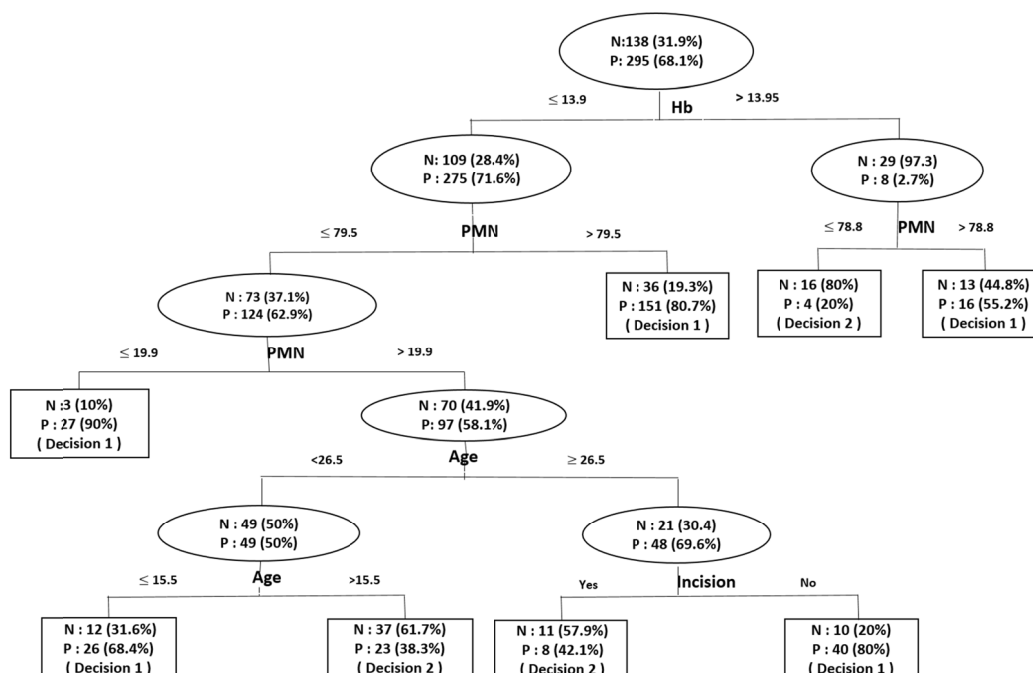 N:138 (31.9%)
P: 295 (68.1%)
≤ 13.9
> 13.95
Hb
N: 109 (28.4%)
P : 275 (71.6%)
N : 29 (97.3)
P : 8 (2.7%)
≤ 79.5
PMN
> 79.5
≤ 78.8
PMN
> 78.8
N : 73 (37.1%)
P : 124 (62.9%)
N : 36 (19.3%)
P : 151 (80.7%)
( Decision 1 )
N : 16 (80%)
P : 4 (20%)
( Decision 2 )
N : 13 (44.8%)
P : 16 (55.2%)
( Decision 1 )
≤ 19.9
PMN
> 19.9
N :3 (10%)
P : 27 (90%)
( Decision 1 )
N : 70 (41.9%)
P: 97 (58.1%)
<26.5
Age
≥ 26.5
N : 49 (50%)
P : 49 (50%)
N : 21 (30.4)
P : 48 (69.6%)
≤ 15.5
Age
>15.5
Yes
Incision
No
N : 12 (31.6%)
P : 26 (68.4%)
( Decision 1 )
N : 37 (61.7%)
P : 23 (38.3%)
( Decision 2 )
N : 11 (57.9%)
P : 8 (42.1%)
( Decision 2 )
N : 10 (20%)
P : 40 (80%)
( Decision 1 )